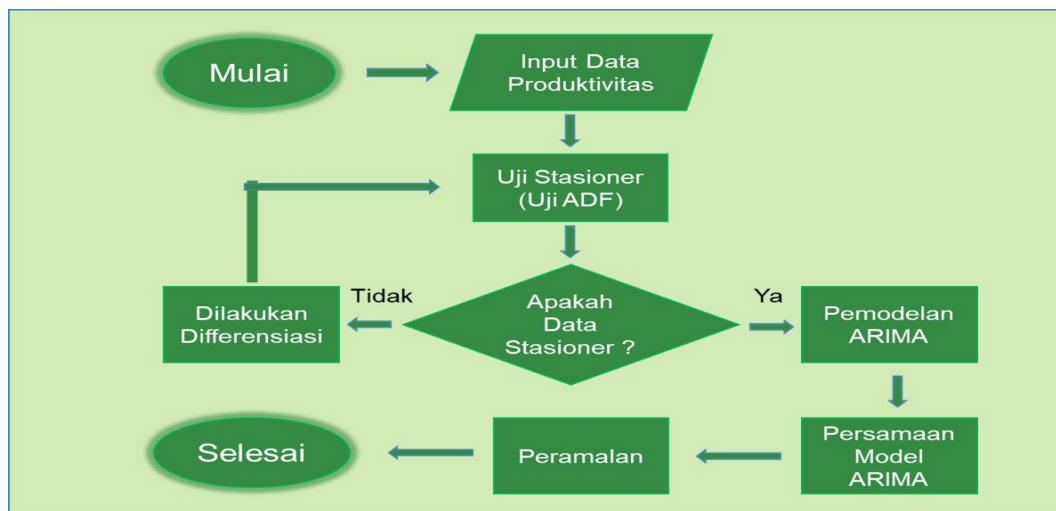 Mulai
Input Data
Produktivitas
Uji Stasioner
(Uji ADF)
Apakah
Data
Stasioner ?
Tidak
Dilakukan
Differensiasi
Ya
Pemodelan
ARIMA
Persamaan
Model
ARIMA
Peramalan
Selesai